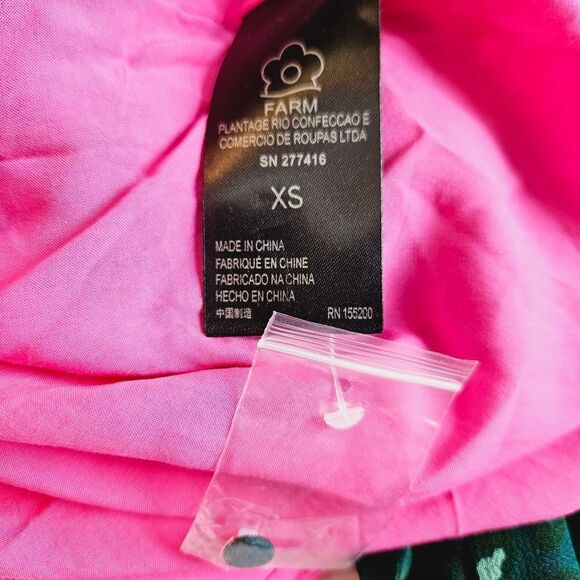 FARM
PLANTAGE RIO CONFECCAO E
COMERCIO DE ROUPAS LTDA
SN 277416
XS
MADE IN CHINA
FABRIQUÉ EN CHINE
FABRICADO NA CHINA
HECHO EN CHINA
中国制造 RN 155200